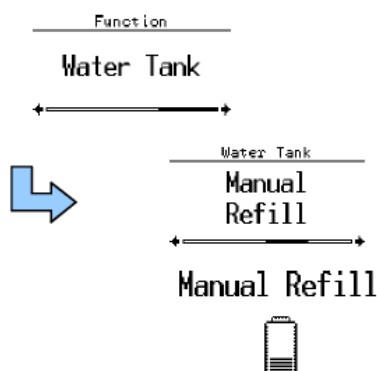 Function
Water Tank
Water Tank
Manual
Refill
Manual Refill